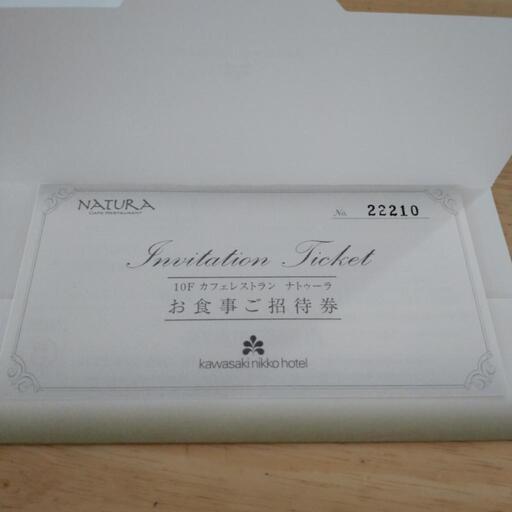 NATURA
CAFE RESTAURANT
No. 22210
Invitation Ticket
10F カフェレストラン ナトゥーラ
お食事ご招待券
kawasaki nikko hotel